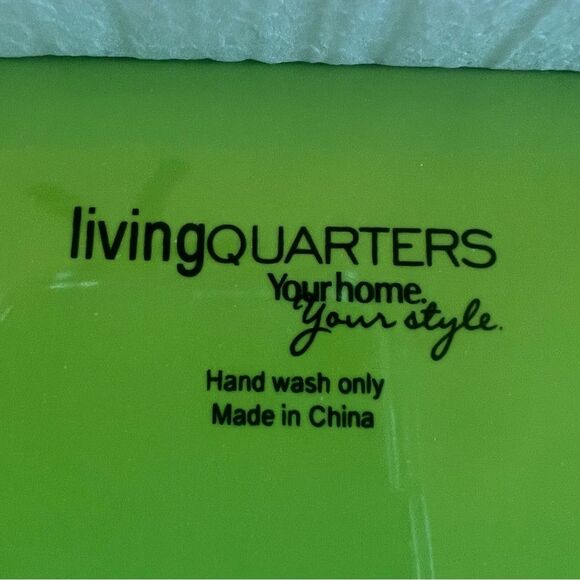 livingQUARTERS
Your home.
Your style.
Hand wash only
Made in China